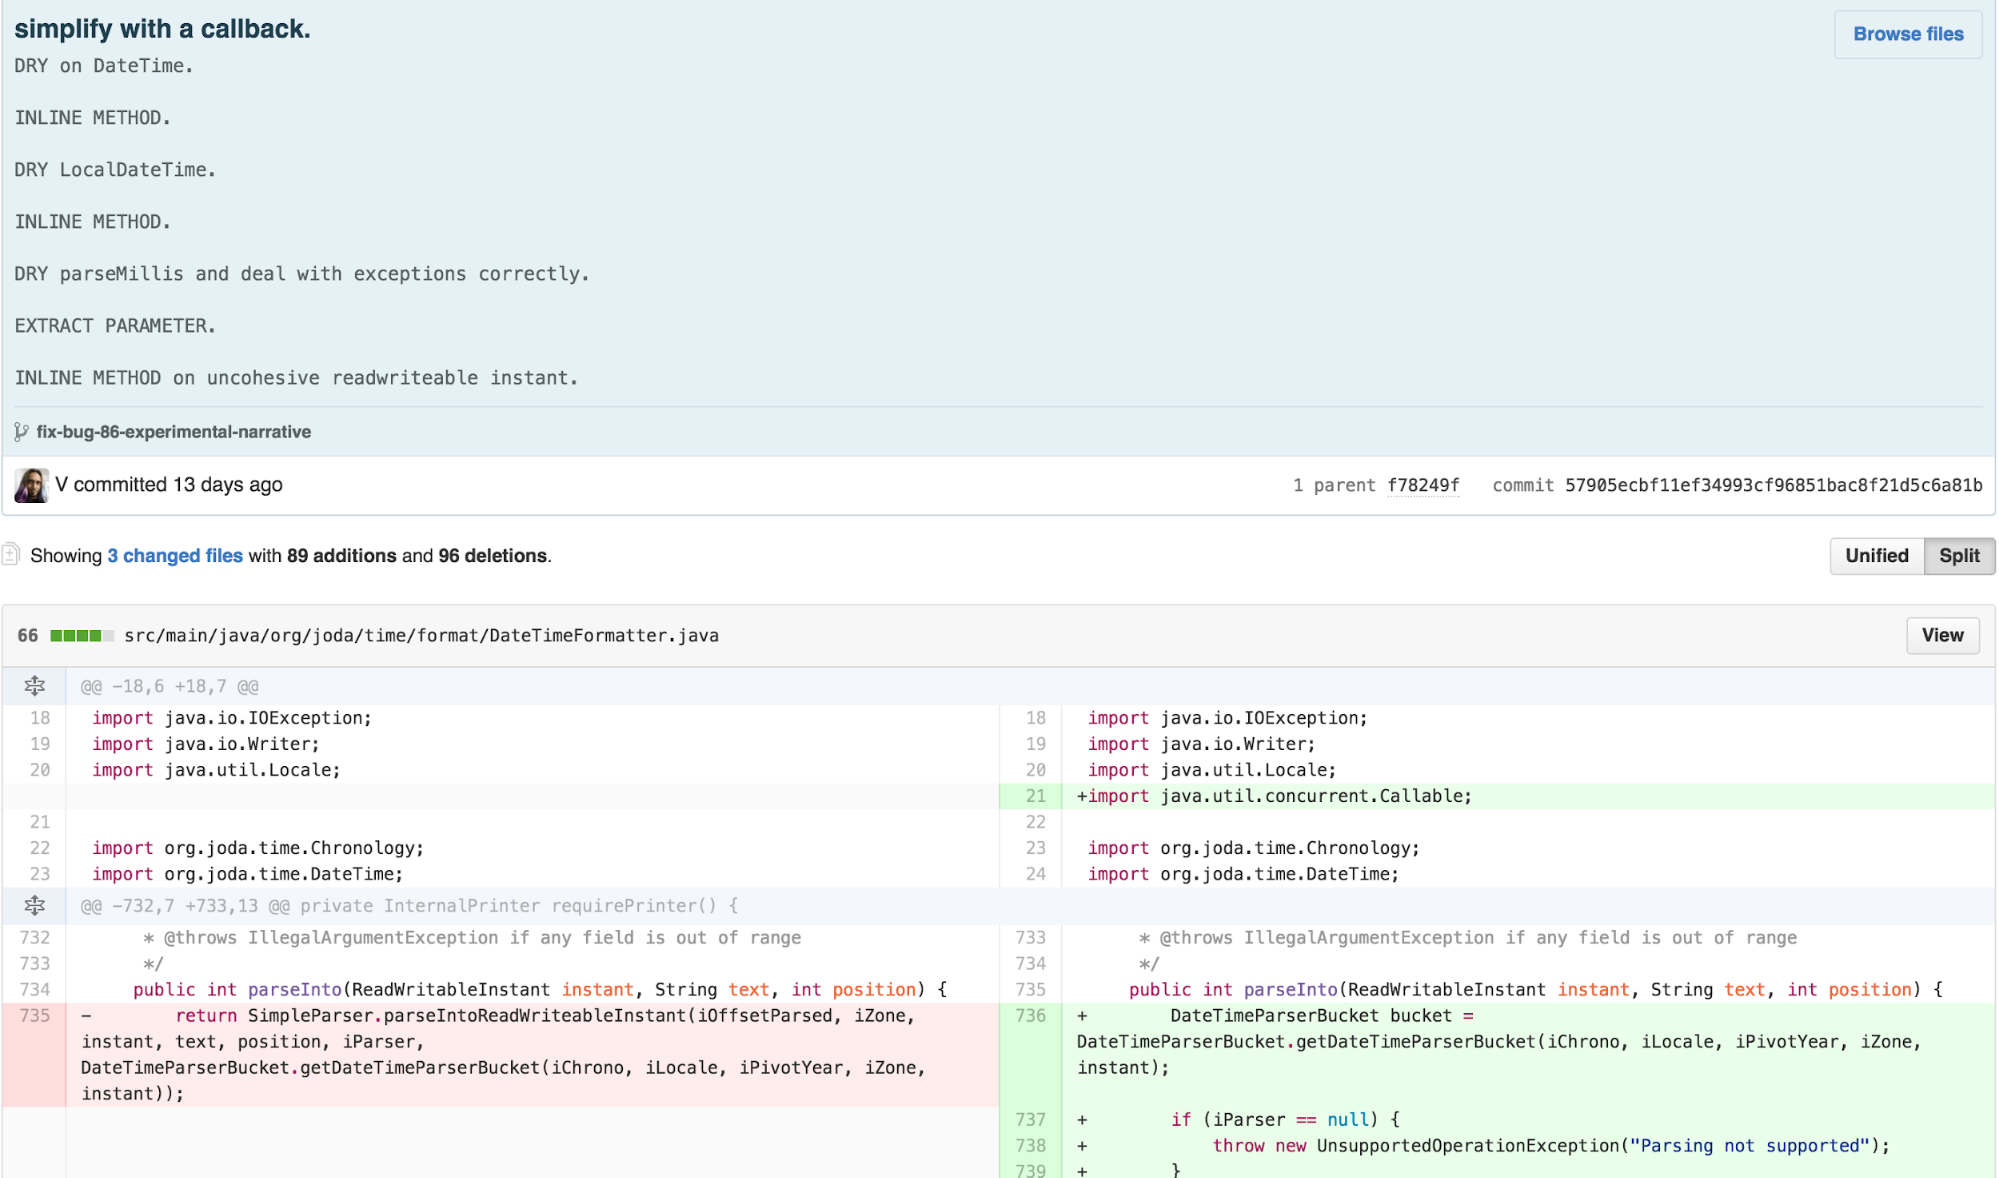 simplify with a callback.
Browse files
DRY on DateTime.
INLINE METHOD.
DRY LocalDateTime.
INLINE METHOD.
DRY parseMillis and deal with exceptions correctly.
EXTRACT PARAMETER.
INLINE METHOD on uncohesive readwriteable instant.
fix-bug-86-experimental-narrative
V committed 13 days ago
1 parent f78249f commit 57905ecbf11ef34993cf96851bac8f21d5c6a81b
Showing 3 changed files with 89 additions and 96 deletions.
Unified Split
66 src/main/java/org/joda/time/format/DateTimeFormatter.java
View
@@ -18,6 +18,7 @@
18 import java.io.IOException;
19 import java.io.Writer;
20 import java.util.Locale;
21
22 import org.joda.time.Chronology;
23 import org.joda.time.DateTime;
18 import java.io.IOException;
19 import java.io.Writer;
20 import java.util.Locale;
21 +import java.util.concurrent.Callable;
22
23 import org.joda.time.Chronology;
24 import org.joda.time.DateTime;
@@ -732,7 +733,13 @@ private InternalPrinter requirePrinter() {
732 * @throws IllegalArgumentException if any field is out of range
733 */
734 public int parseInto(ReadWritableInstant instant, String text, int position) {
735 - return SimpleParser.parseIntoReadWriteableInstant(iOffsetParsed, iZone,
instant, text, position, iParser,
DateTimeParserBucket.getDateTimeParserBucket(iChrono, iLocale, iPivotYear, iZone,
instant));
733 * @throws IllegalArgumentException if any field is out of range
734 */
735 public int parseInto(ReadWritableInstant instant, String text, int position) {
736 + DateTimeParserBucket bucket =
DateTimeParserBucket.getDateTimeParserBucket(iChrono, iLocale, iPivotYear, iZone,
instant);
737 + if (iParser == null) {
738 + throw new UnsupportedOperationException("Parsing not supported");
739 + }